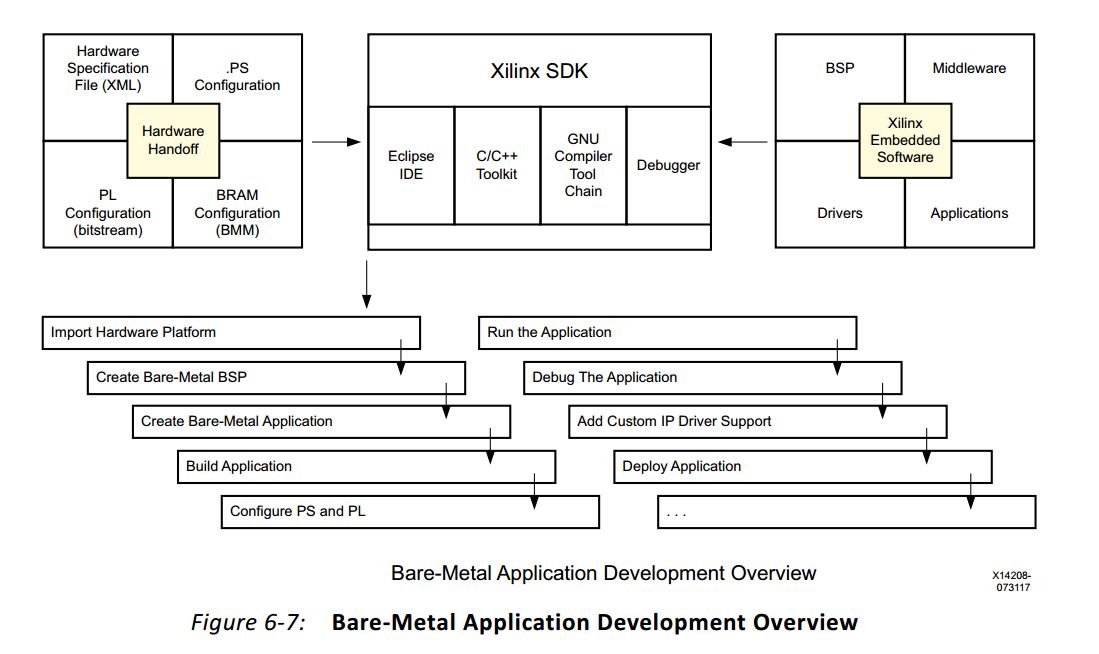 Hardware
Specification
File (XML)
.PS
Configuration
Hardware
Handoff
PL
Configuration
(bitstream)
BRAM
Configuration
(BMM)
Xilinx SDK
Eclipse
IDE
C/C++
Toolkit
GNU
Compiler
Tool
Chain
Debugger
BSP
Middleware
Xilinx
Embedded
Software
Drivers
Applications
Import Hardware Platform
Create Bare-Metal BSP
Create Bare-Metal Application
Build Application
Configure PS and PL
Run the Application
Debug The Application
Add Custom IP Driver Support
Deploy Application
. . .
Bare-Metal Application Development Overview
X14208-
073117
Figure 6-7: Bare-Metal Application Development Overview